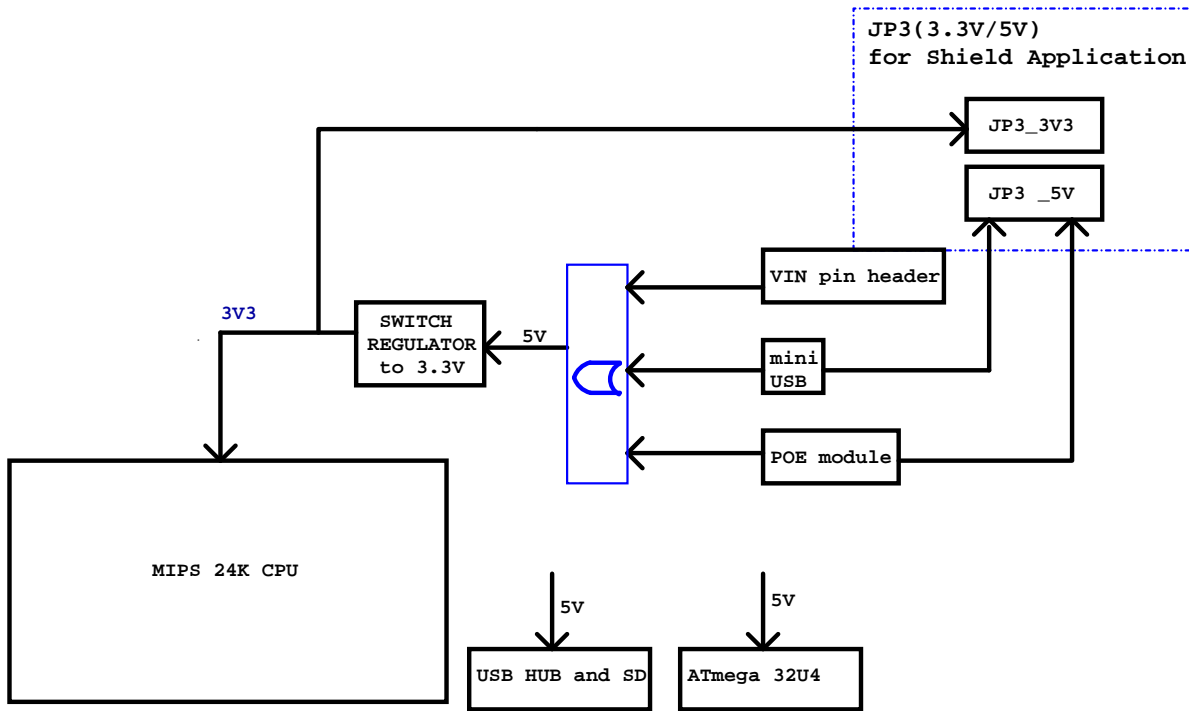 JP3(3.3V/5V)
for Shield Application
JP3_3V3
JP3 _5V
VIN pin header
3V3
SWITCH
REGULATOR
to 3.3V
5V
mini
USB
POE module
MIPS 24K CPU
5V
5V
USB HUB and SD
ATmega 32U4